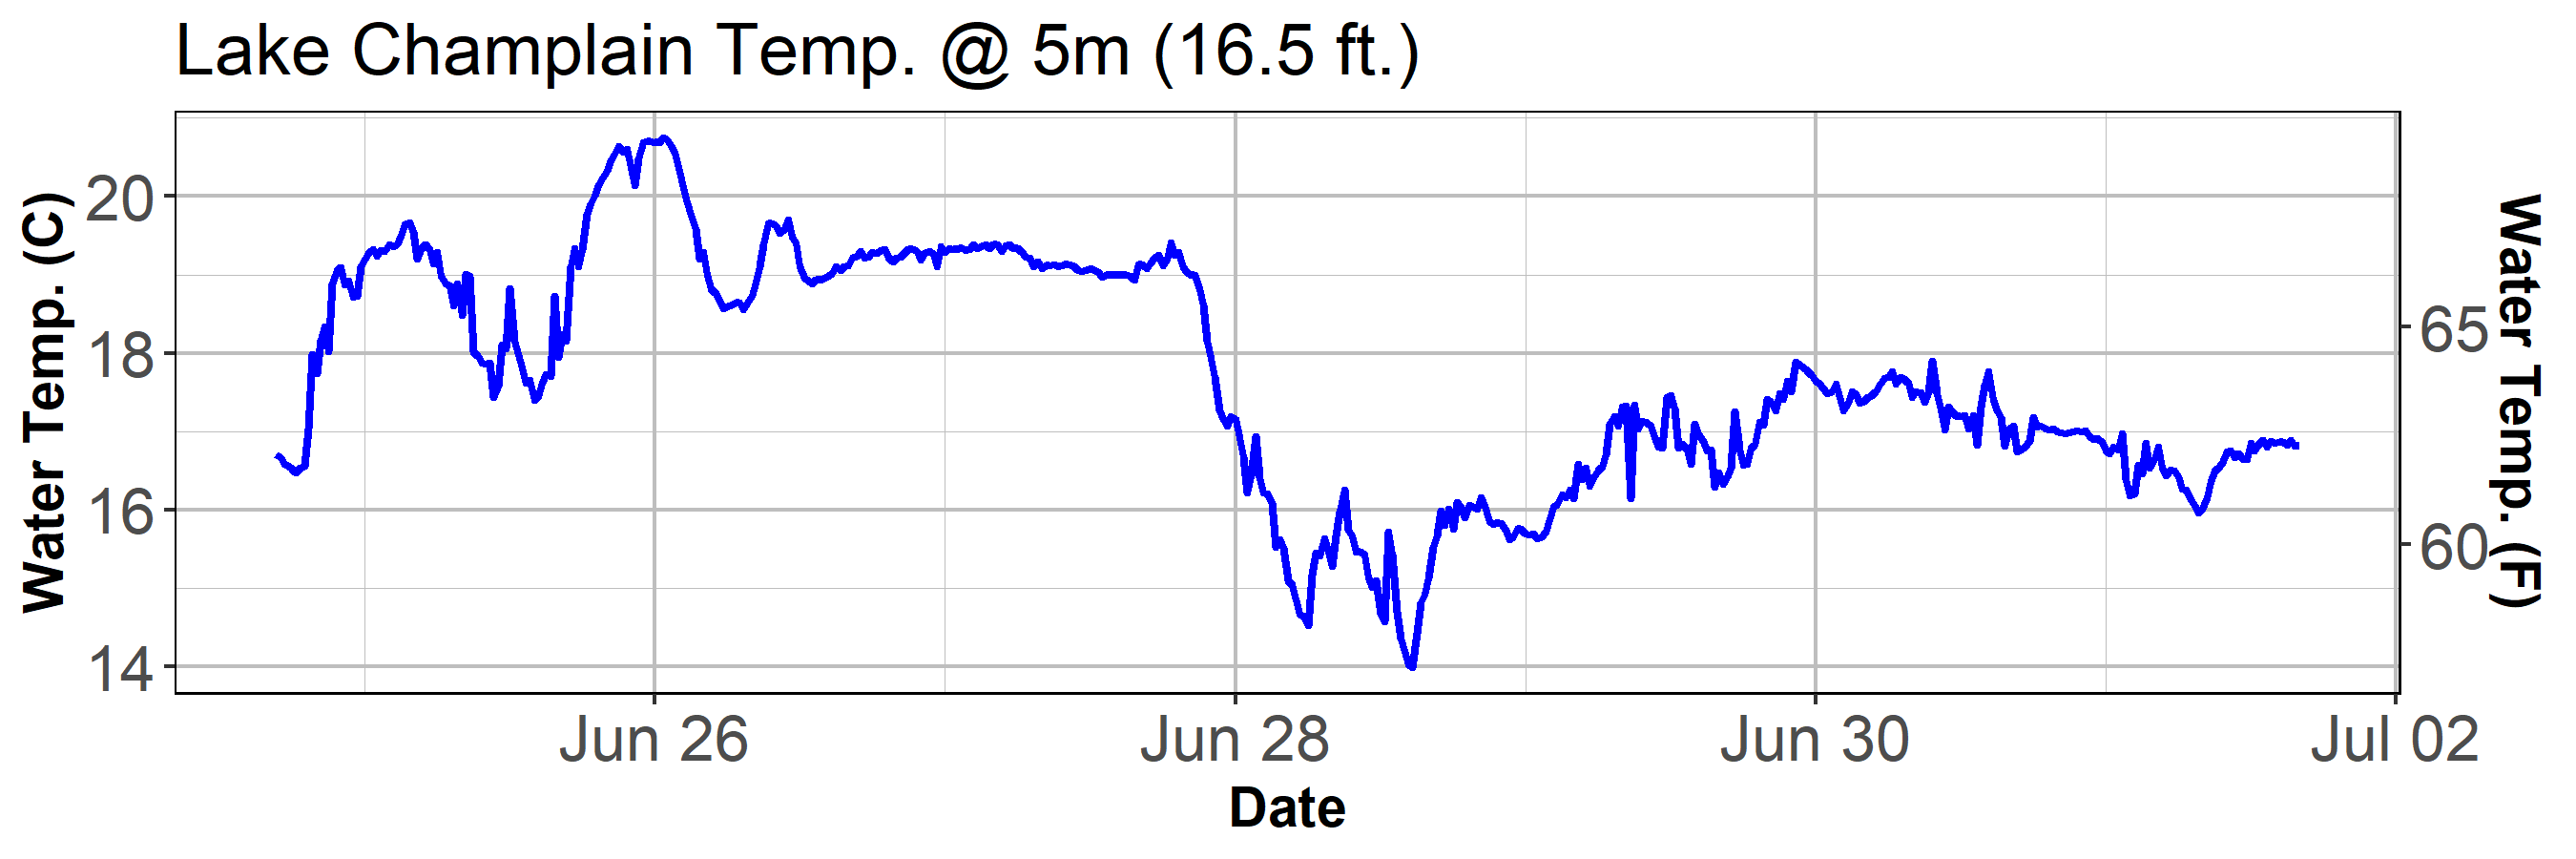 Lake Champlain Temp. @ 5m (16.5 ft.)
Water Temp. (C)
20
18
16
14
65
60
Water Temp. (F)
Jun 26
Jun 28
Jun 30
Jul 02
Date